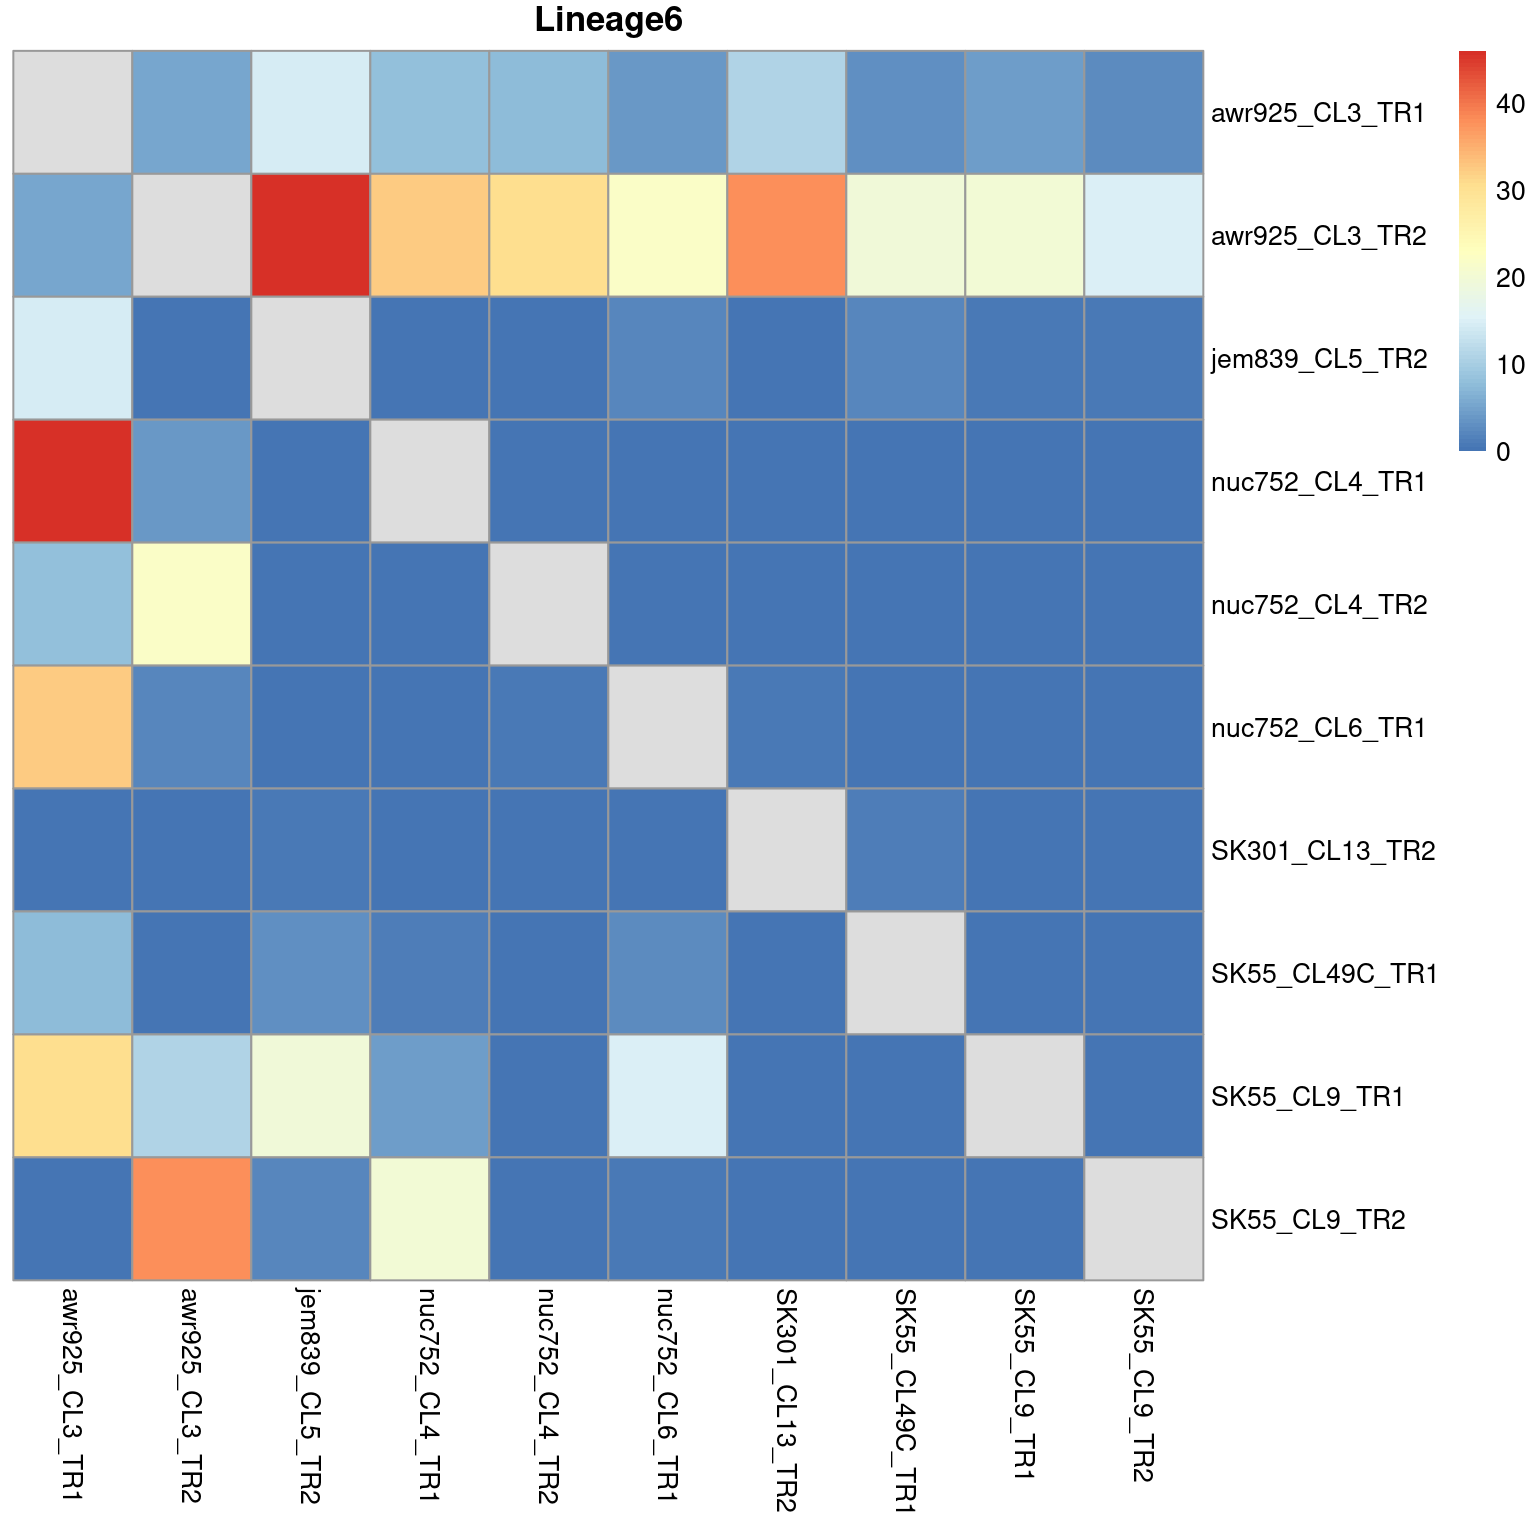 Lineage6
awr925_CL3_TR1
awr925_CL3_TR2
jem839_CL5_TR2
nuc752_CL4_TR1
nuc752_CL4_TR2
nuc752_CL6_TR1
SK301_CL13_TR2
SK55_CL49C_TR1
SK55_CL9_TR1
SK55_CL9_TR2
40
30
20
10
0
awr925_CL3_TR1
awr925_CL3_TR2
jem839_CL5_TR2
nuc752_CL4_TR1
nuc752_CL4_TR2
nuc752_CL6_TR1
SK301_CL13_TR2
SK55_CL49C_TR1
SK55_CL9_TR1
SK55_CL9_TR2